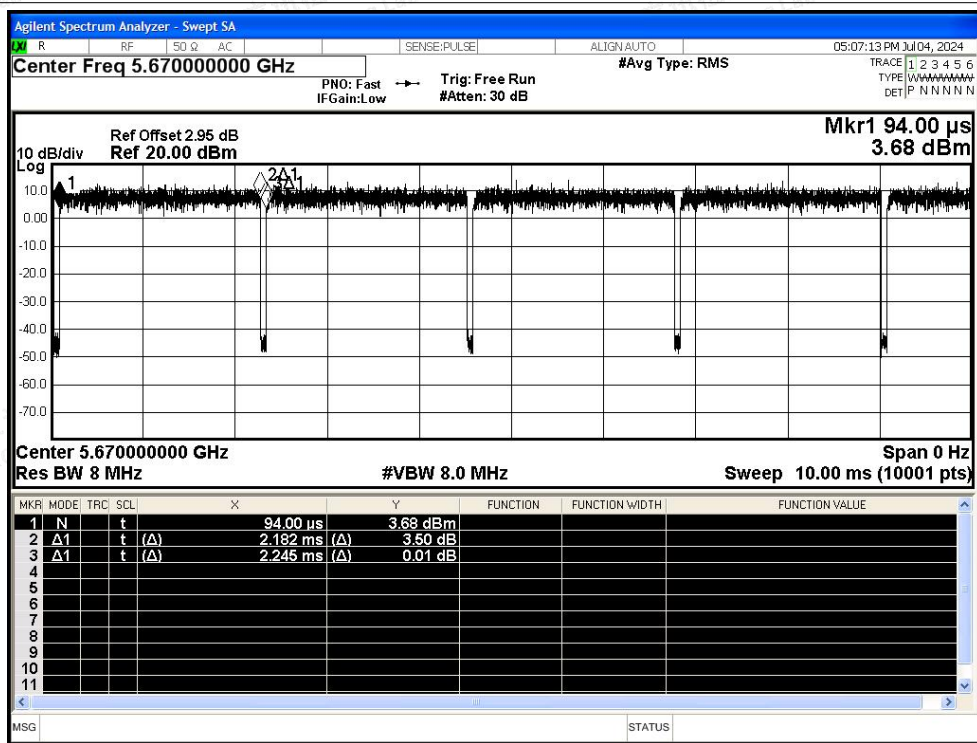 Agilent Spectrum Analyzer - Swept SA
LXI R RF 50 Ω AC SENSE:PULSE ALIGN AUTO 05:07:13 PM Jul 04, 2024
Center Freq 5.670000000 GHz #Avg Type: RMS TRACE 1 2 3 4 5 6
PNO: Fast Trig: Free Run TYPE WWWWWW
IFGain:Low #Atten: 30 dB DET P N N N N N
Ref Offset 2.95 dB Mkr1 94.00 µs
10 dB/div Ref 20.00 dBm 3.68 dBm
Log
1 2Δ1
3Δ1
10.0
0.00
-10.0
-20.0
-30.0
-40.0
-50.0
-60.0
-70.0
Center 5.670000000 GHz Span 0 Hz
Res BW 8 MHz #VBW 8.0 MHz Sweep 10.00 ms (10001 pts)
MKR MODE TRC SCL X Y FUNCTION FUNCTION WIDTH FUNCTION VALUE
1 N t 94.00 µs 3.68 dBm
2 Δ1 t (Δ) 2.182 ms (Δ) 3.50 dB
3 Δ1 t (Δ) 2.245 ms (Δ) 0.01 dB
4
5
6
7
8
9
10
11
MSG STATUS